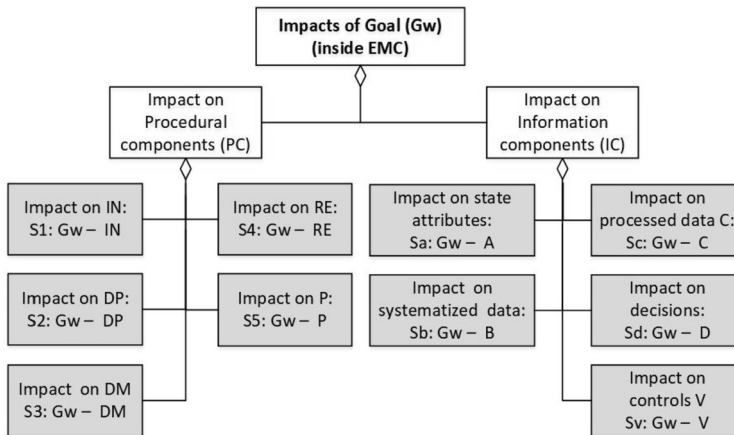 Impacts of Goal (Gw)
(inside EMC)
Impact on
Procedural
components (PC)
Impact on
Information
components (IC)
Impact on IN:
S1: Gw – IN
Impact on RE:
S4: Gw – RE
Impact on DP:
S2: Gw – DP
Impact on P:
S5: Gw – P
Impact on DM
S3: Gw – DM
Impact on state
attributes:
Sa: Gw – A
Impact on
processed data C:
Sc: Gw – C
Impact on
systematized data:
Sb: Gw – B
Impact on
decisions:
Sd: Gw – D
Impact on
controls V
Sv: Gw – V